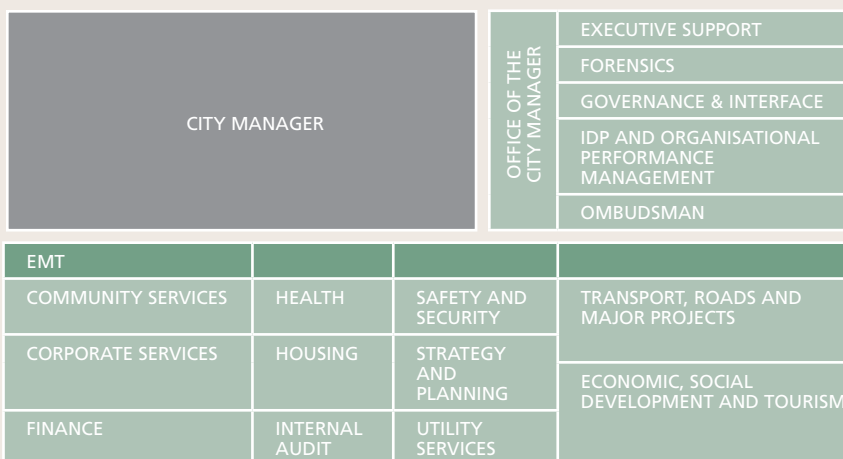 CITY MANAGER
OFFICE OF THE
CITY MANAGER
EXECUTIVE SUPPORT
FORENSICS
GOVERNANCE & INTERFACE
IDP AND ORGANISATIONAL
PERFORMANCE
MANAGEMENT
OMBUDSMAN
EMT
COMMUNITY SERVICES
HEALTH
SAFETY AND
SECURITY
TRANSPORT, ROADS AND
MAJOR PROJECTS
CORPORATE SERVICES
HOUSING
STRATEGY
AND
PLANNING
ECONOMIC, SOCIAL
DEVELOPMENT AND TOURISM
FINANCE
INTERNAL
AUDIT
UTILITY
SERVICES